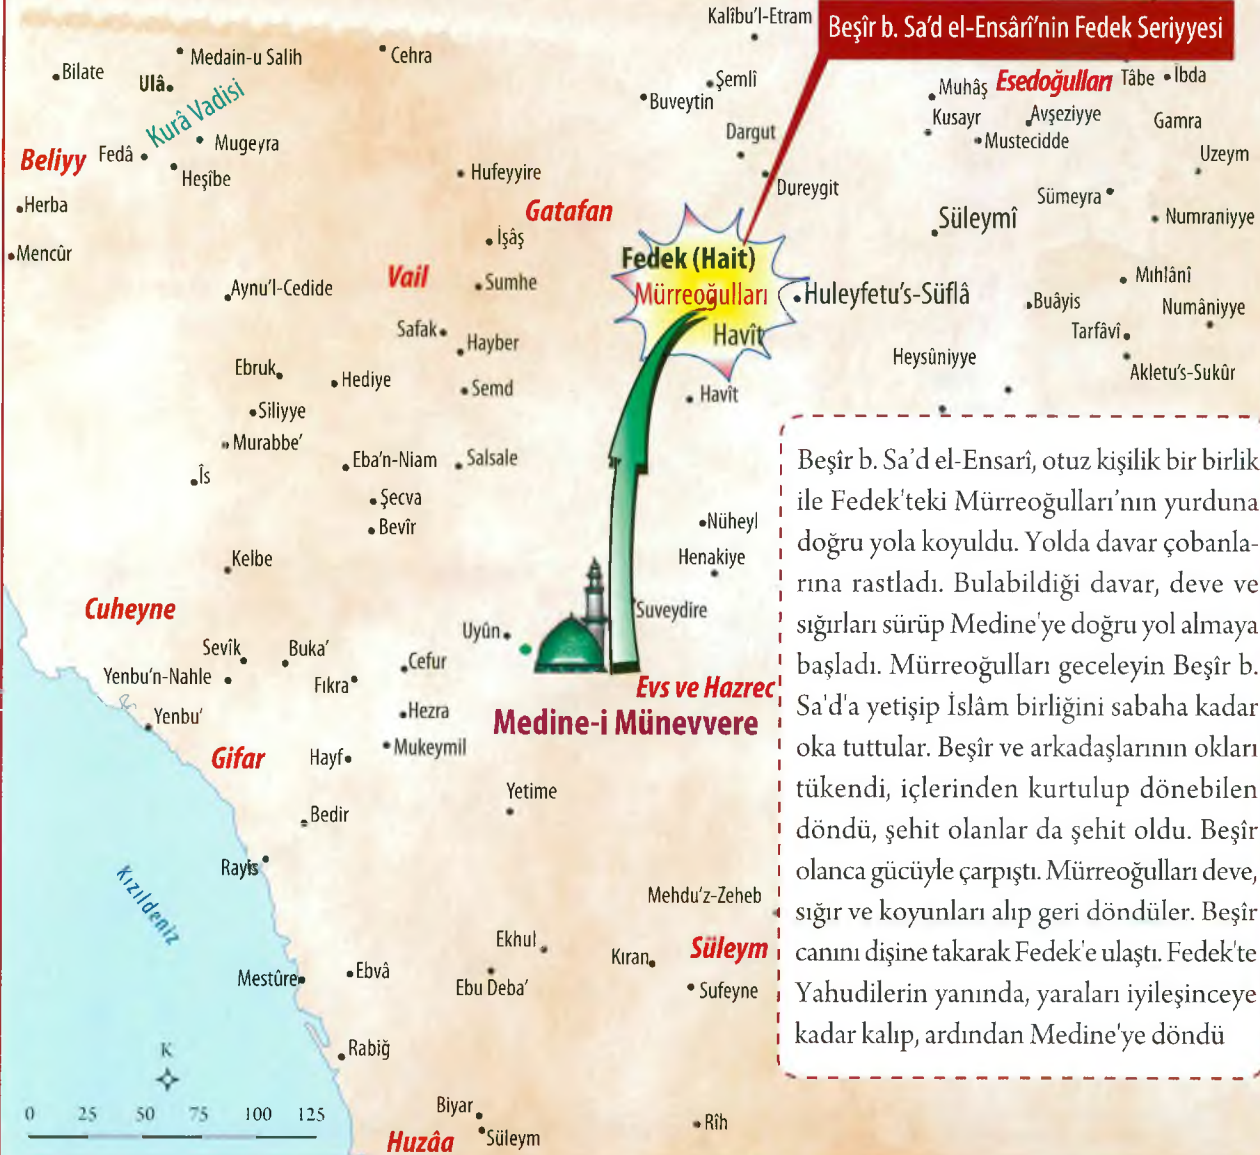 Kalîbu'l-Etram
Beşîr b. Sa'd el-Ensârî'nin Fedek Seriyyesi
Medain-u Salih
Cehra
Bilate
Ulâ
Şemlî
Buveytin
Muhâş
Esedoğulları
Tâbe
İbda
Kurâ Vadisi
Kusayr
Avşeziyye
Gamra
Dargut
Mustecidde
Beliyy
Fedâ
Mugeyra
Uzeym
Heşîbe
Hufeyyire
Dureygit
Sümeyra
Herba
Gatafan
Süleymî
Numraniyye
Mencûr
İşâş
Fedek (Hait)
Vail
Sumhe
Mürreoğulları
Huleyfetu's-Süflâ
Mıhlânî
Aynu'l-Cedide
Buâyis
Numâniyye
Safak
Hayber
Havît
Tarfâvî
Heysûniyye
Akletu's-Sukûr
Ebruk
Hediye
Semd
Havît
Siliyye
Murabbe'
Eba'n-Niam
Salsale
Îs
Şecva
Bevîr
Nüheyl
Kelbe
Henakiye
Cuheyne
Suveydire
Uyûn
Sevîk
Buka'
Cefur
Yenbu'n-Nahle
Fıkra
Evs ve Hazrec
Yenbu'
Hezra
Medine-i Münevvere
Gifar
Hayf
Mukeymil
Yetime
Bedir
Rayis
Kızıldeniz
Mehdu'z-Zeheb
Ekhul
Kıran
Süleym
Mestûre
Ebvâ
Ebu Deba'
Sufeyne
Rabiğ
K
0 25 50 75 100 125
Biyar
Süleym
Rîh
Huzâa
Beşîr b. Sa'd el-Ensarî, otuz kişilik bir birlik
ile Fedek'teki Mürreoğulları'nın yurduna
doğru yola koyuldu. Yolda davar çobanla-
rına rastladı. Bulabildiği davar, deve ve
sığırları sürüp Medine'ye doğru yol almaya
başladı. Mürreoğulları geceleyin Beşîr b.
Sa'd'a yetişip İslâm birliğini sabaha kadar
oka tuttular. Beşîr ve arkadaşlarının okları
tükendi, içlerinden kurtulup dönebilen
döndü, şehit olanlar da şehit oldu. Beşîr
olanca gücüyle çarpıştı. Mürreoğulları deve,
sığır ve koyunları alıp geri döndüler. Beşîr
canını dişine takarak Fedek'e ulaştı. Fedek'te
Yahudilerin yanında, yaraları iyileşinceye
kadar kalıp, ardından Medine'ye döndü